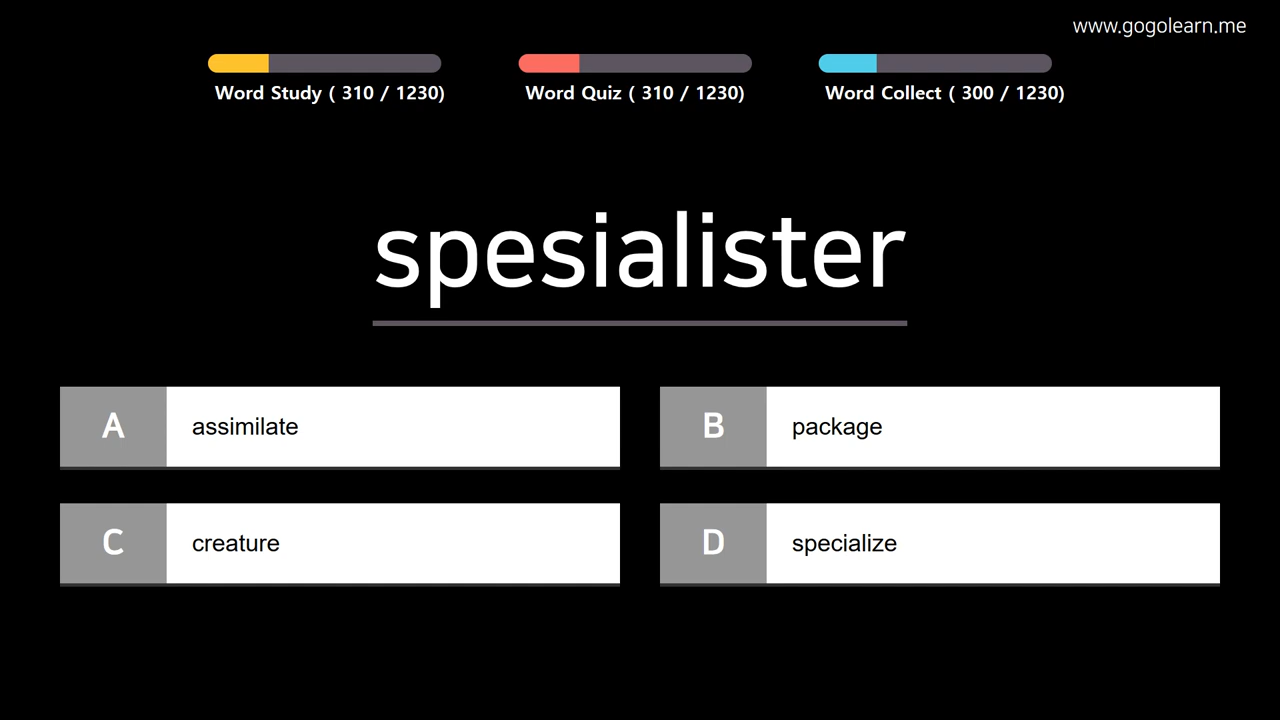 www.gogolearn.me
Word Study ( 310 / 1230)
Word Quiz ( 310 / 1230)
Word Collect ( 300 / 1230)
spesialister
A assimilate
B package
C creature
D specialize